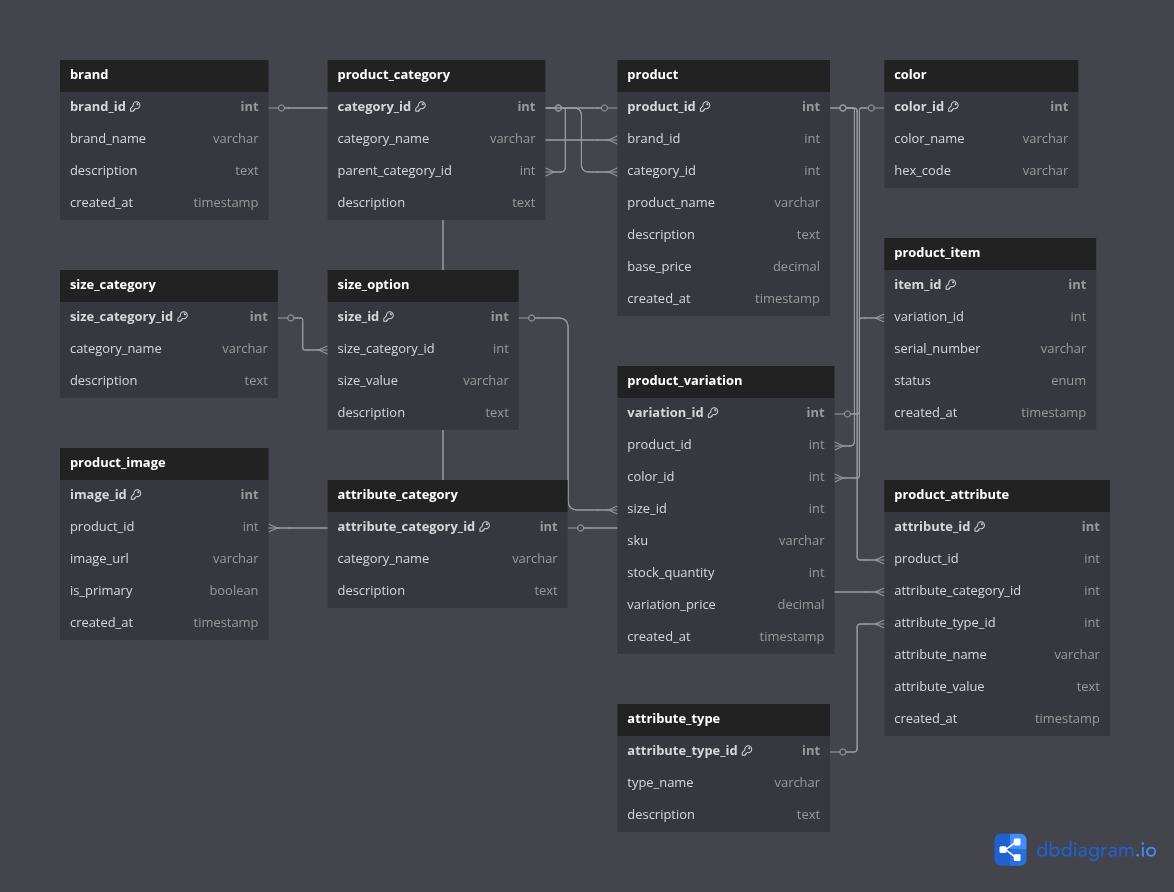 brand
brand_id int
brand_name varchar
description text
created_at timestamp
product_category
category_id int
category_name varchar
parent_category_id int
description text
product
product_id int
brand_id int
category_id int
product_name varchar
description text
base_price decimal
created_at timestamp
color
color_id int
color_name varchar
hex_code varchar
size_category
size_category_id int
category_name varchar
description text
size_option
size_id int
size_category_id int
size_value varchar
description text
product_item
item_id int
variation_id int
serial_number varchar
status enum
created_at timestamp
product_variation
variation_id int
product_id int
color_id int
size_id int
sku varchar
stock_quantity int
variation_price decimal
created_at timestamp
product_image
image_id int
product_id int
image_url varchar
is_primary boolean
created_at timestamp
attribute_category
attribute_category_id int
category_name varchar
description text
product_attribute
attribute_id int
product_id int
attribute_category_id int
attribute_type_id int
attribute_name varchar
attribute_value text
created_at timestamp
attribute_type
attribute_type_id int
type_name varchar
description text
dbdiagram.io